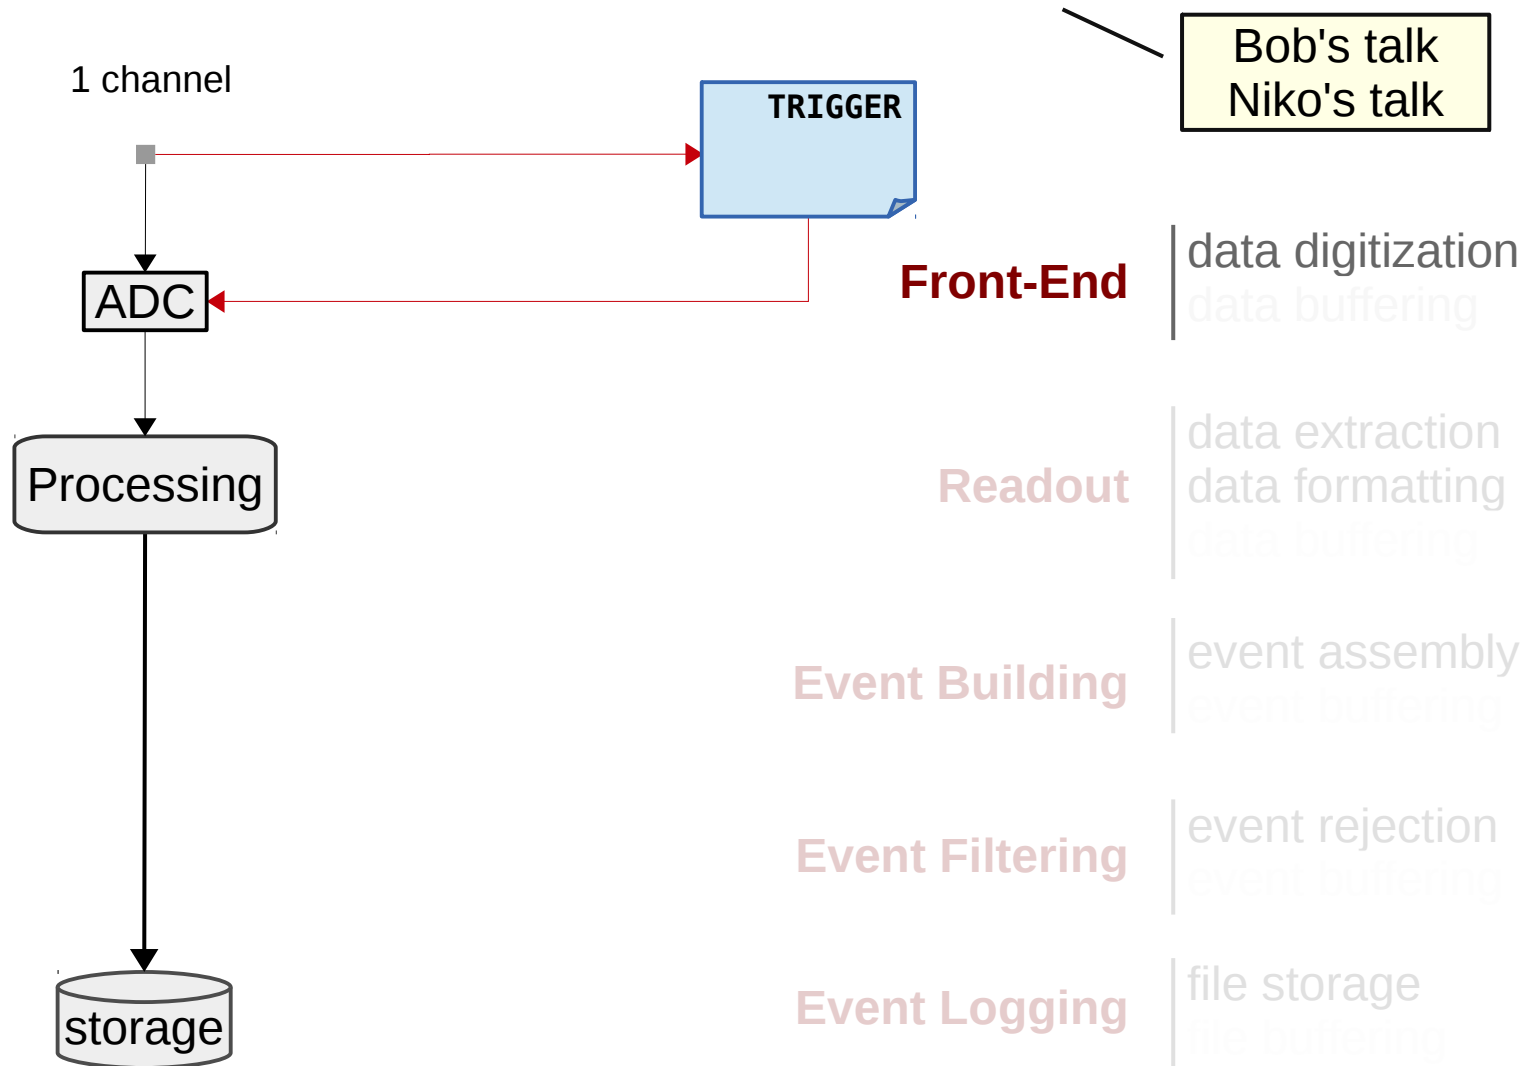 Bob's talk
Niko's talk
1 channel
TRIGGER
ADC
Processing
storage
Front-End
data digitization
data buffering
Readout
data extraction
data formatting
data buffering
Event Building
event assembly
event buffering
Event Filtering
event rejection
event buffering
Event Logging
file storage
file buffering